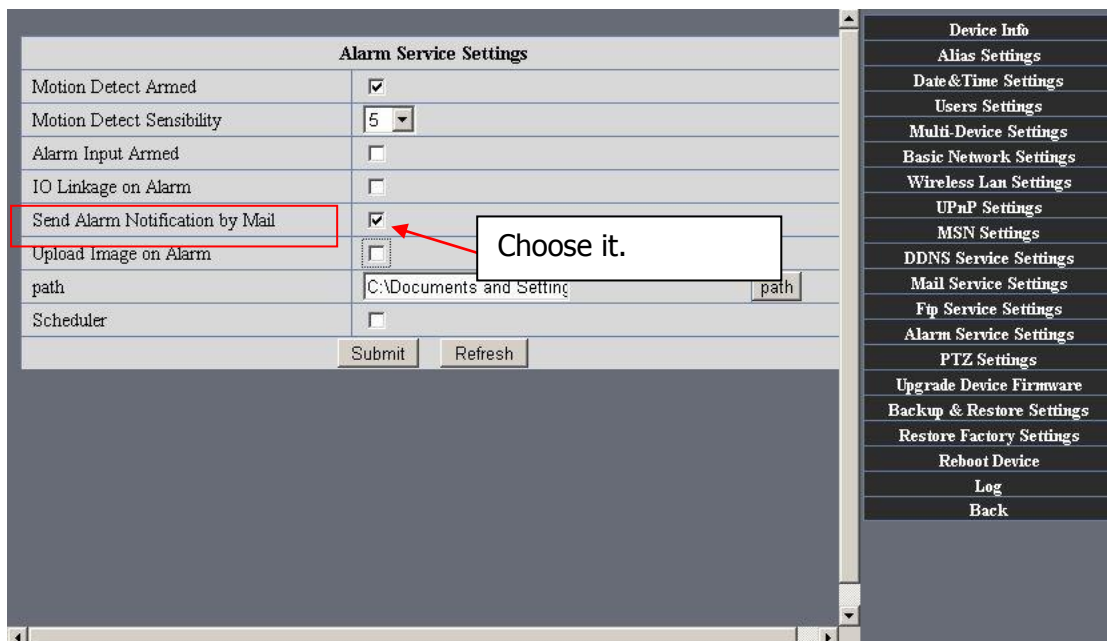 Alarm Service Settings
Motion Detect Armed
Motion Detect Sensibility 5
Alarm Input Armed
IO Linkage on Alarm
Send Alarm Notification by Mail
Choose it.
Upload Image on Alarm
path C:\Documents and Setting path
Scheduler
Submit Refresh
Device Info
Alias Settings
Date&Time Settings
Users Settings
Multi-Device Settings
Basic Network Settings
Wireless Lan Settings
UPnP Settings
MSN Settings
DDNS Service Settings
Mail Service Settings
Ftp Service Settings
Alarm Service Settings
PTZ Settings
Upgrade Device Firmware
Backup & Restore Settings
Restore Factory Settings
Reboot Device
Log
Back